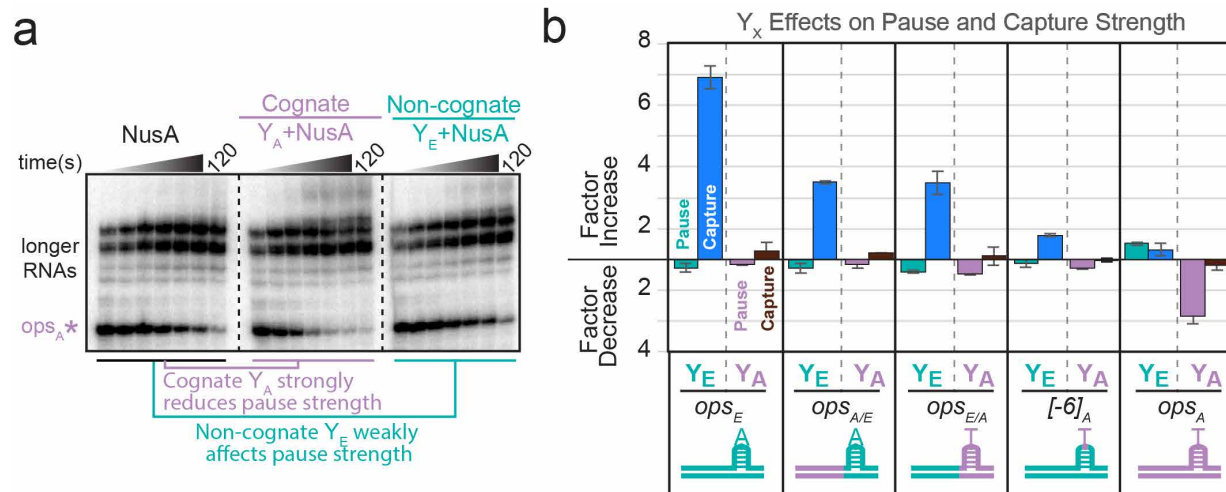 a
Cognate
Y_A+NusA
Non-cognate
Y_E+NusA
NusA
time(s)
120
120
120
longer
RNAs
ops_A*
Cognate Y_A strongly
reduces pause strength
Non-cognate Y_E weakly
affects pause strength
b
Y_x Effects on Pause and Capture Strength
8
6
4
2
2
4
Factor
Increase
Factor
Decrease
Pause
Capture
Pause
Capture
Y_E Y_A Y_E Y_A Y_E Y_A Y_E Y_A Y_E Y_A
ops_E ops_A/E ops_E/A [-6]_A ops_A
A T A T T T